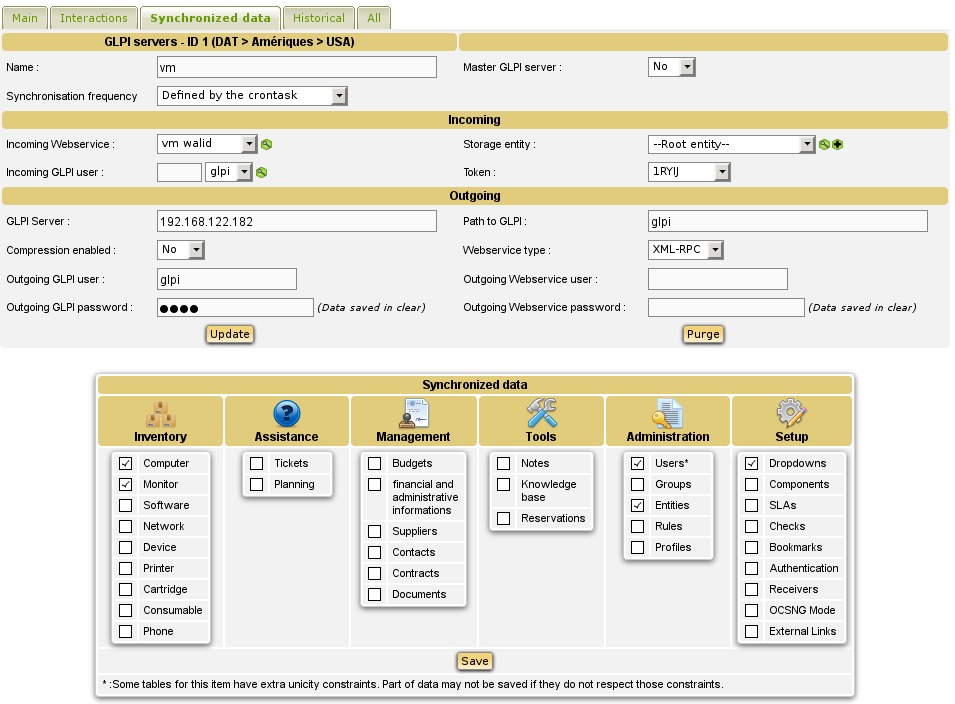 Main Interactions Synchronized data Historical All
GLPI servers - ID 1 (DAT > Amériques > USA)
Name : vm Master GLPI server : No
Synchronisation frequency Defined by the crontask
Incoming
Incoming Webservice : vm walid Storage entity : --Root entity--
Incoming GLPI user : glpi Token : 1RYIJ
Outgoing
GLPI Server : 192.168.122.182 Path to GLPI : glpi
Compression enabled : No Webservice type : XML-RPC
Outgoing GLPI user : glpi Outgoing Webservice user :
Outgoing GLPI password : ●●●● (Data saved in clear) Outgoing Webservice password : (Data saved in clear)
Update Purge
Synchronized data
Inventory Assistance Management Tools Administration Setup
Computer
Monitor
Software
Network
Device
Printer
Cartridge
Consumable
Phone
Tickets
Planning
Budgets
financial and
administrative
informations
Suppliers
Contacts
Contracts
Documents
Notes
Knowledge
base
Reservations
Users*
Groups
Entities
Rules
Profiles
Dropdowns
Components
SLAs
Checks
Bookmarks
Authentication
Receivers
OCSNG Mode
External Links
Save
* :Some tables for this item have extra unicity constraints. Part of data may not be saved if they do not respect those constraints.